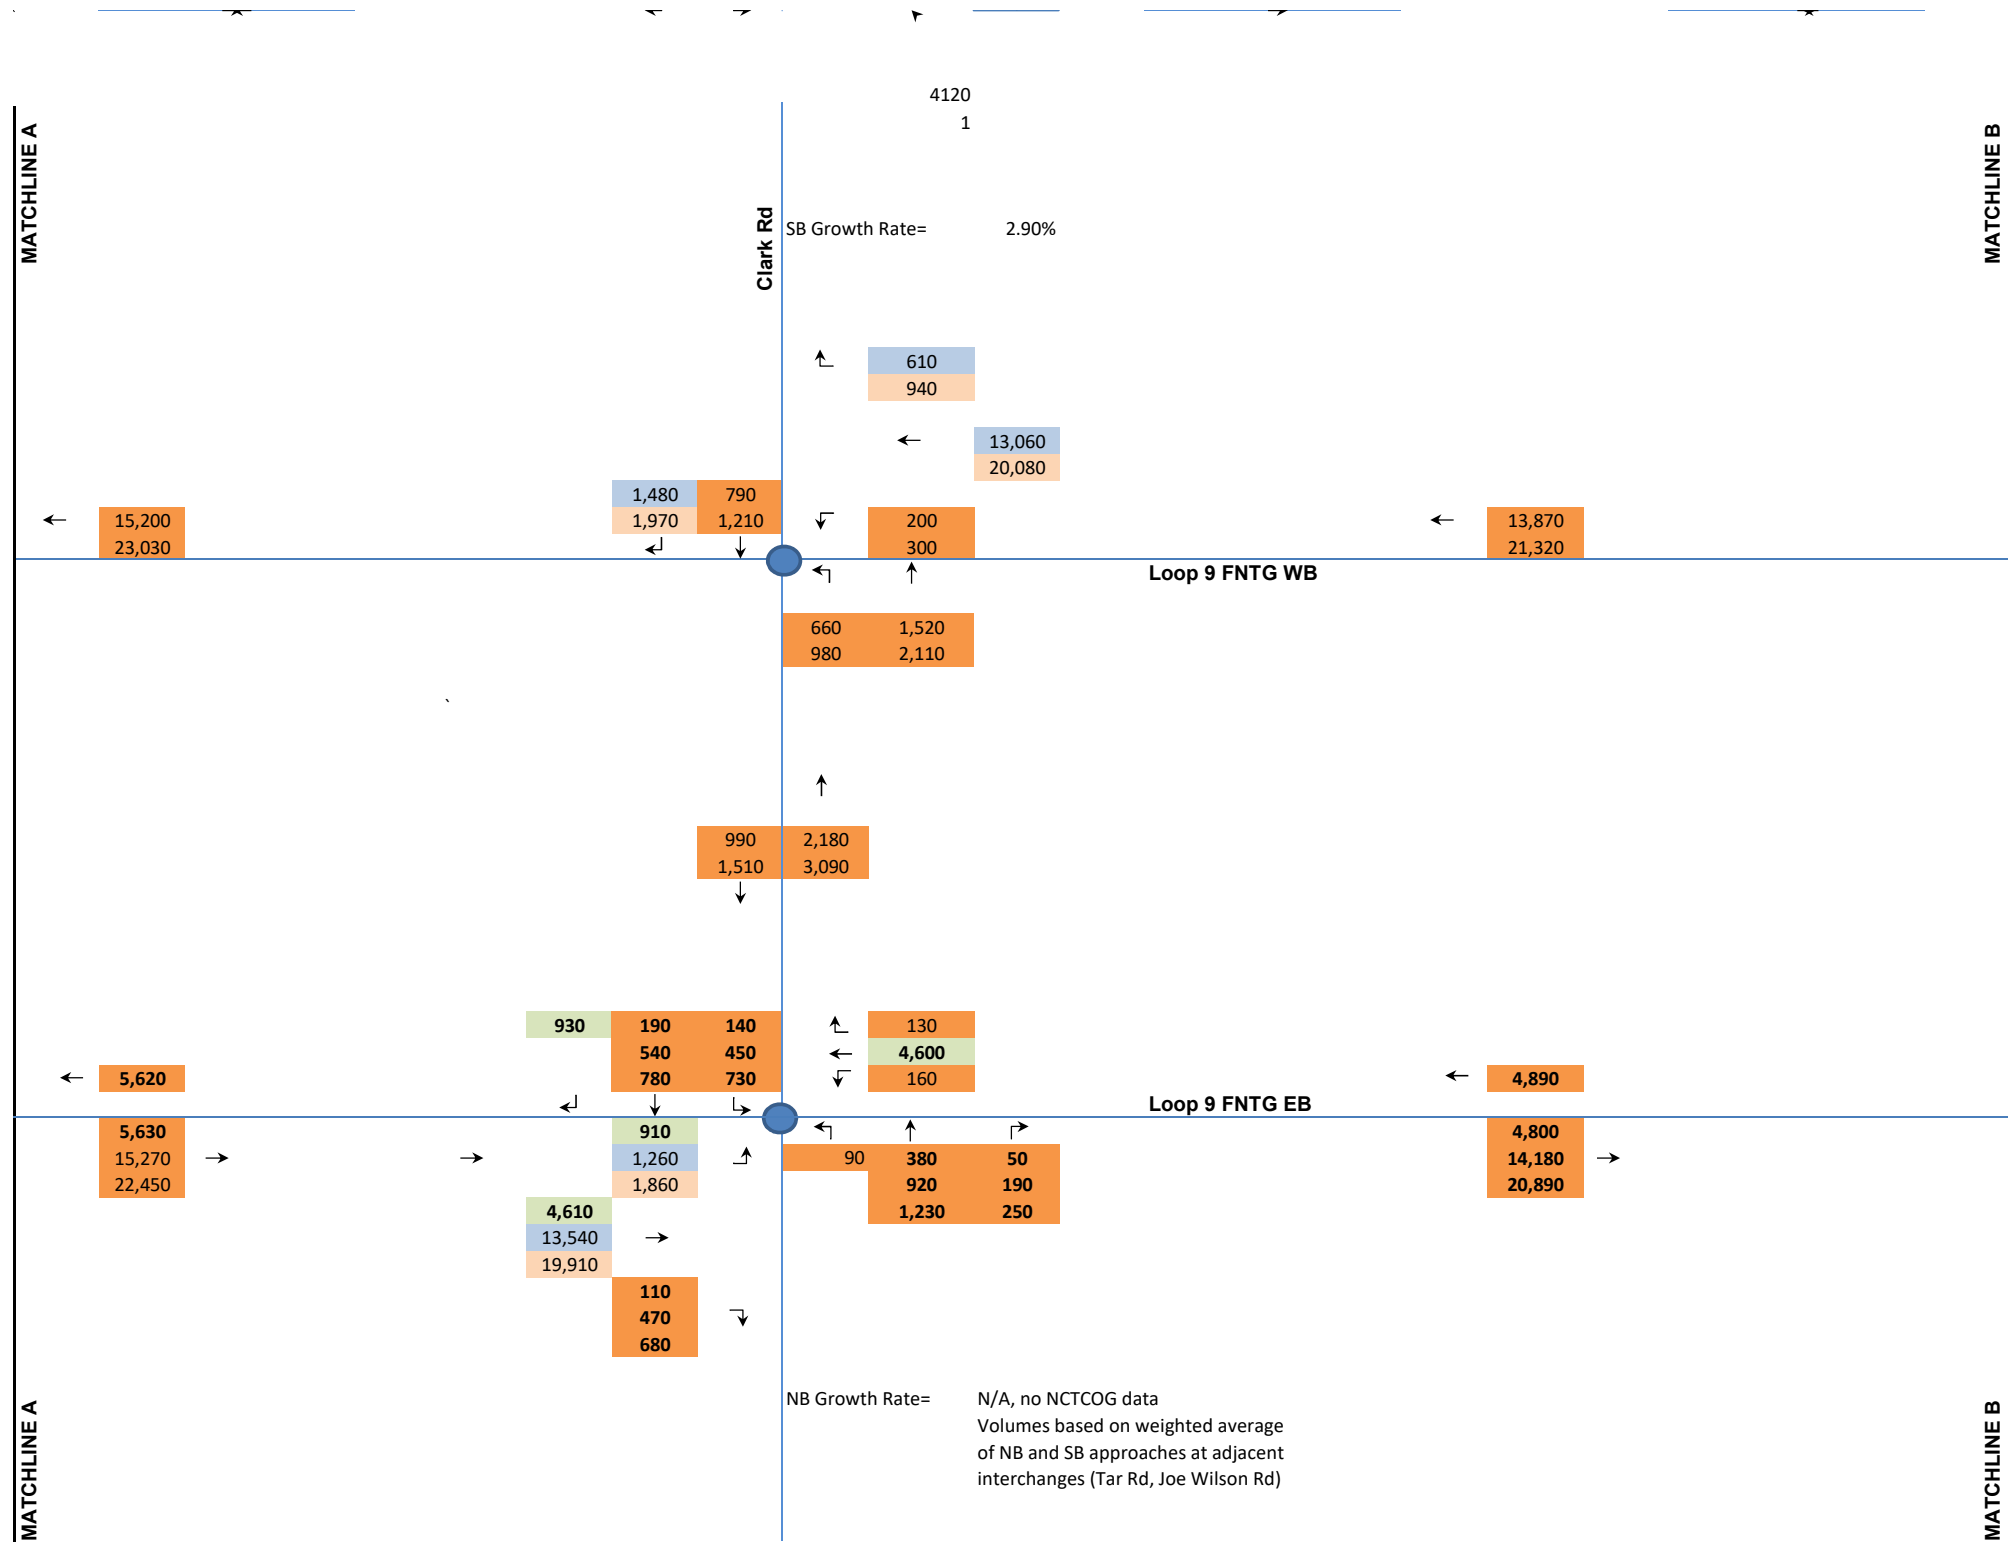 4120
1
MATCHLINE A
MATCHLINE B
Clark Rd
SB Growth Rate= 2.90%
610
940
13,060
20,080
1,480 790
1,970 1,210
15,200 200 13,870
23,030 300 21,320
Loop 9 FNTG WB
660 1,520
980 2,110
`
990 2,180
1,510 3,090
930 190 140 130
540 450 4,600
5,620 780 730 160 4,890
Loop 9 FNTG EB
5,630 910 4,800
15,270 1,260 90 380 50 14,180
22,450 1,860 920 190 20,890
4,610 1,230 250
13,540
19,910
110
470
680
NB Growth Rate= N/A, no NCTCOG data
Volumes based on weighted average
of NB and SB approaches at adjacent
interchanges (Tar Rd, Joe Wilson Rd)
MATCHLINE A
MATCHLINE B